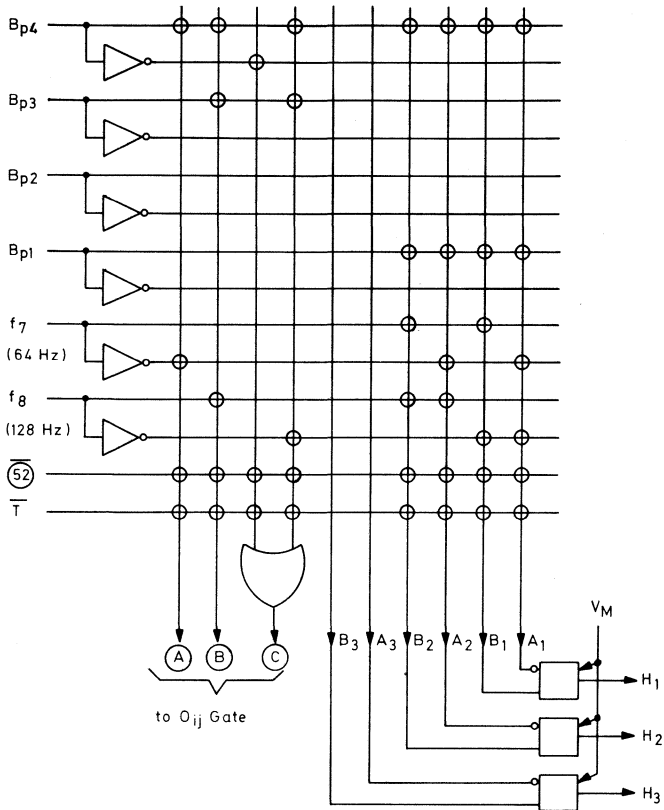 Bp4
Bp3
Bp2
Bp1
f7
(64 Hz)
f8
(128 Hz)
52
T
A B C
to Oij Gate
B3 A3 B2 A2 B1 A1
VM
H1
H2
H3